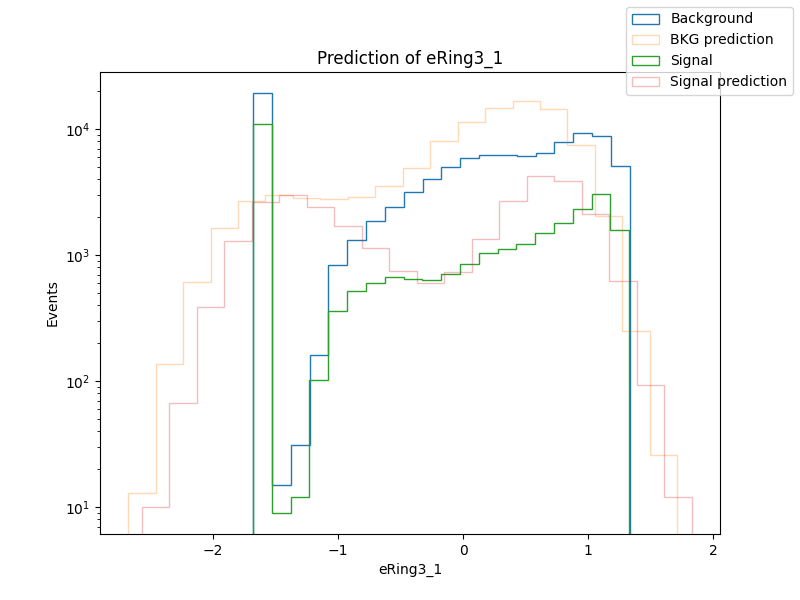 Prediction of eRing3_1
Background
BKG prediction
Signal
Signal prediction
Events
10⁴
10³
10²
10¹
−2
−1
0
1
2
eRing3_1